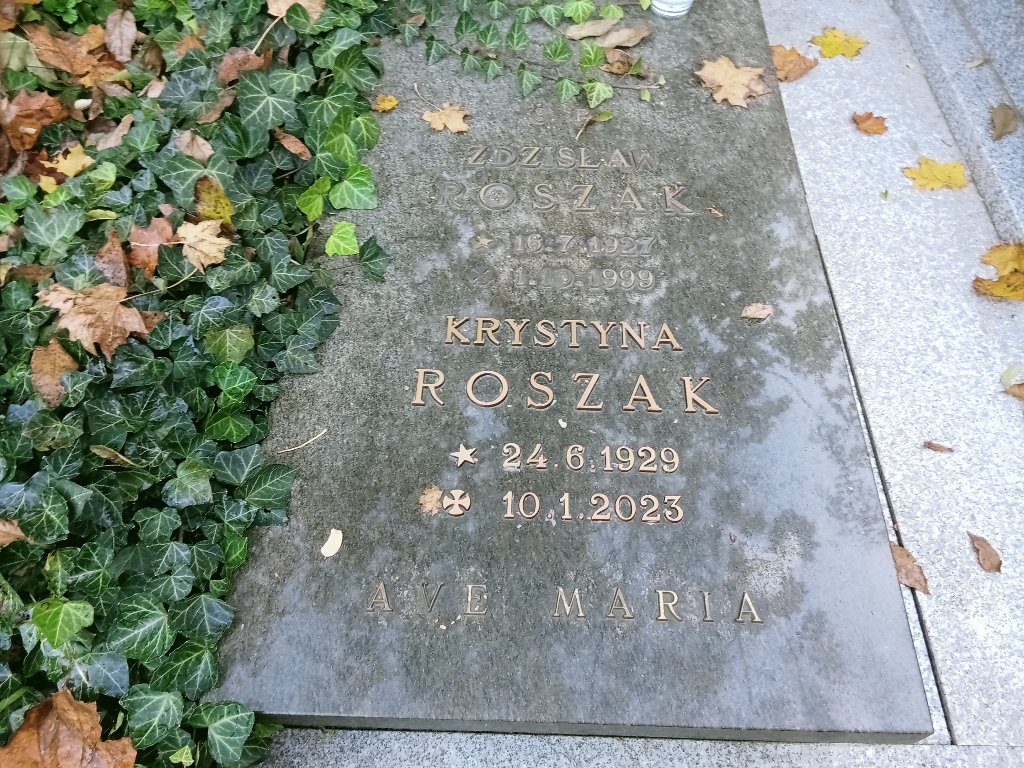 ZDZISŁAW
ROSZAK
16.7.1927
1.10.1999
KRYSTYNA
ROSZAK
24.6.1929
10.1.2023
AVE MARIA